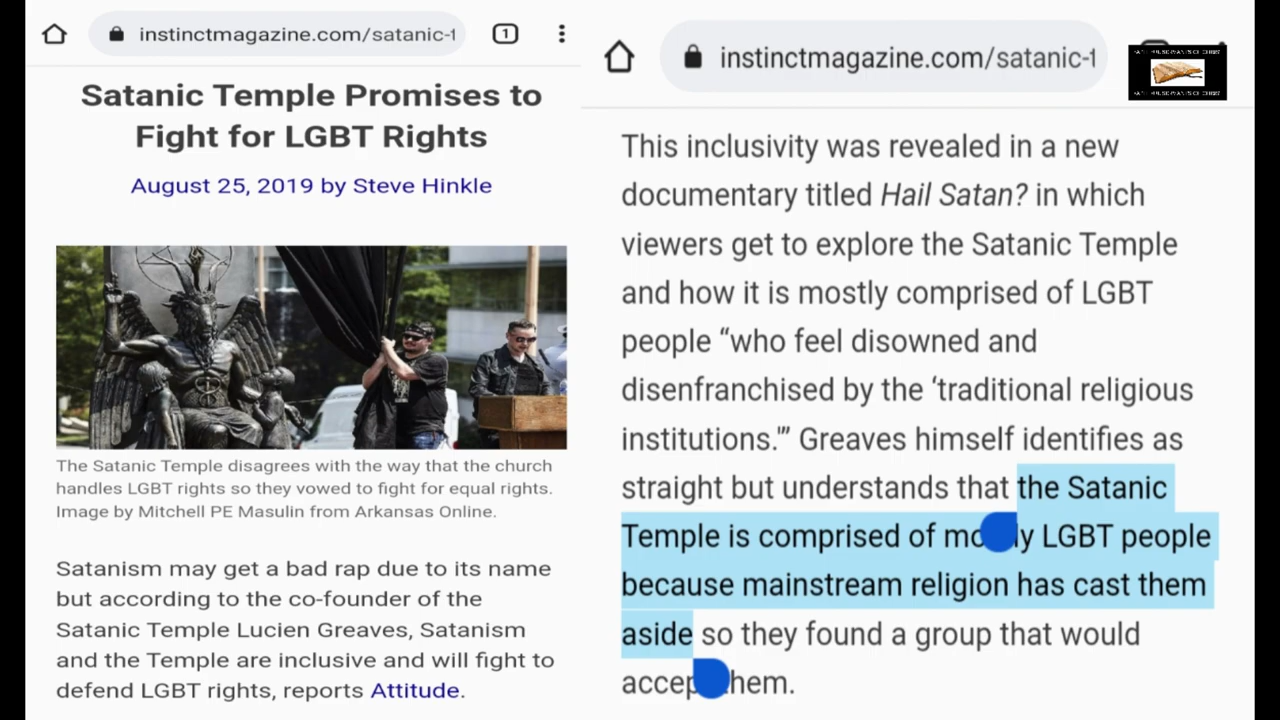 instinctmagazine.com/satanic-t
1
Satanic Temple Promises to
Fight for LGBT Rights
August 25, 2019 by Steve Hinkle
The Satanic Temple disagrees with the way that the church
handles LGBT rights so they vowed to fight for equal rights.
Image by Mitchell PE Masulin from Arkansas Online.
Satanism may get a bad rap due to its name
but according to the co-founder of the
Satanic Temple Lucien Greaves, Satanism
and the Temple are inclusive and will fight to
defend LGBT rights, reports Attitude.
instinctmagazine.com/satanic-1
This inclusivity was revealed in a new
documentary titled Hail Satan? in which
viewers get to explore the Satanic Temple
and how it is mostly comprised of LGBT
people “who feel disowned and
disenfranchised by the ‘traditional religious
institutions.’” Greaves himself identifies as
straight but understands that the Satanic
Temple is comprised of mostly LGBT people
because mainstream religion has cast them
aside so they found a group that would
accept them.